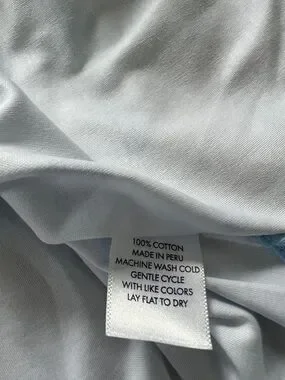 100% COTTON
MADE IN PERU
MACHINE WASH COLD
GENTLE CYCLE
WITH LIKE COLORS
LAY FLAT TO DRY